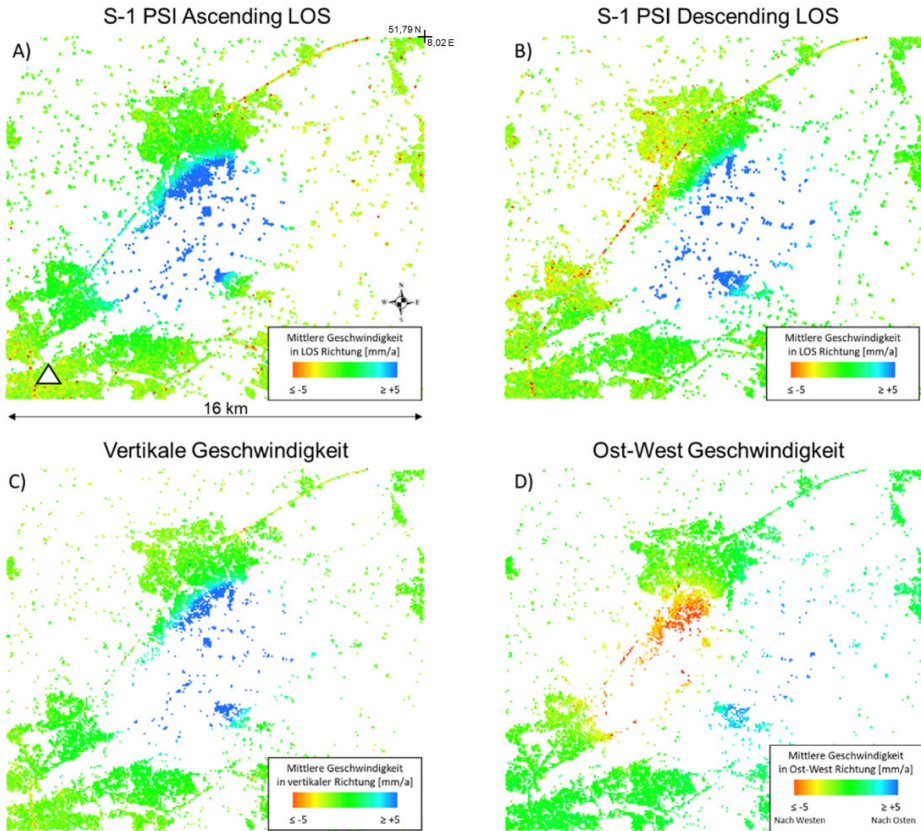 S-1 PSI Ascending LOS
S-1 PSI Descending LOS
A)
51,79 N
8,02 E
B)
N
W E
S
Mittlere Geschwindigkeit
in LOS Richtung [mm/a]
≤ -5 ≥ +5
Mittlere Geschwindigkeit
in LOS Richtung [mm/a]
≤ -5 ≥ +5
16 km
Vertikale Geschwindigkeit
Ost-West Geschwindigkeit
C)
D)
Mittlere Geschwindigkeit
in vertikaler Richtung [mm/a]
≤ -5 ≥ +5
Mittlere Geschwindigkeit
in Ost-West Richtung [mm/a]
≤ -5 ≥ +5
Nach Westen Nach Osten